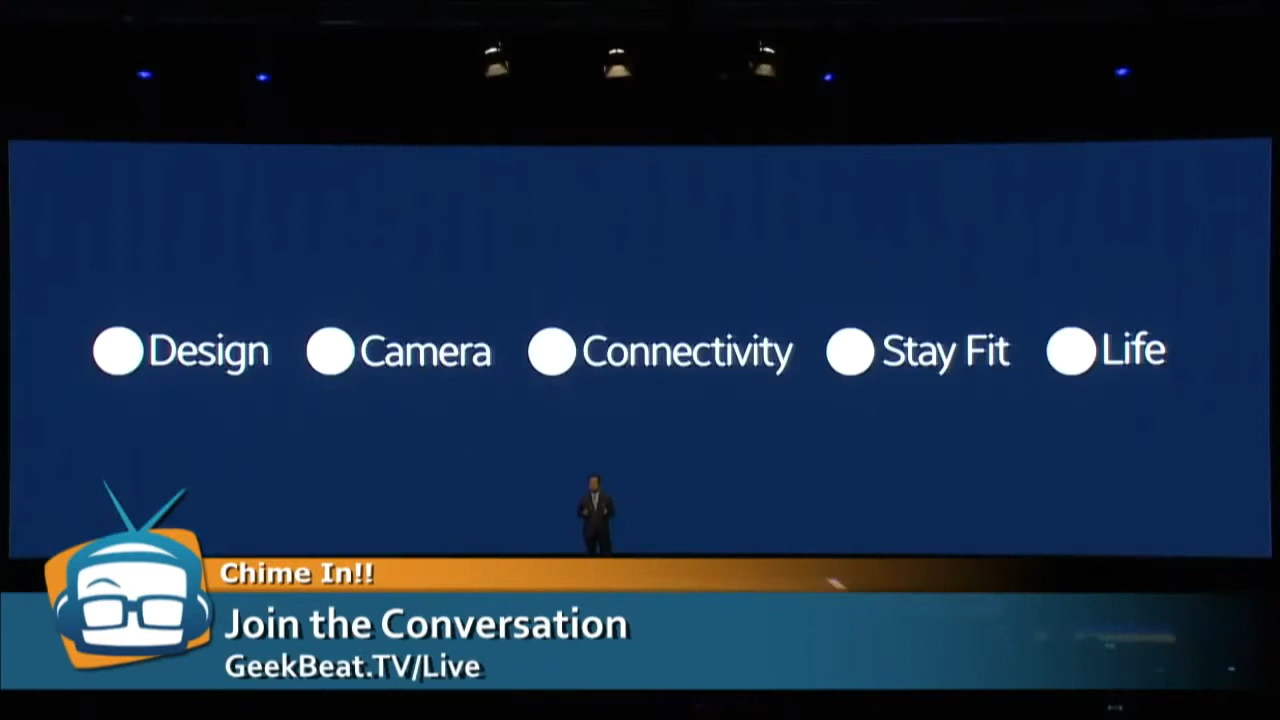 Design Camera Connectivity Stay Fit Life
Chime In!!
Join the Conversation
GeekBeat.TV/Live